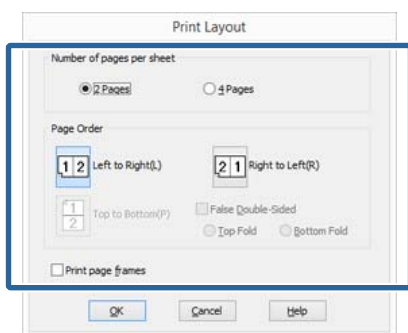 Print Layout
Number of pages per sheet
2 Pages
4 Pages
Page Order
1 2 Left to Right(L)
2 1 Right to Left(R)
1
2
Top to Bottom(P)
False Double-Sided
Top Fold
Bottom Fold
Print page frames
OK
Cancel
Help